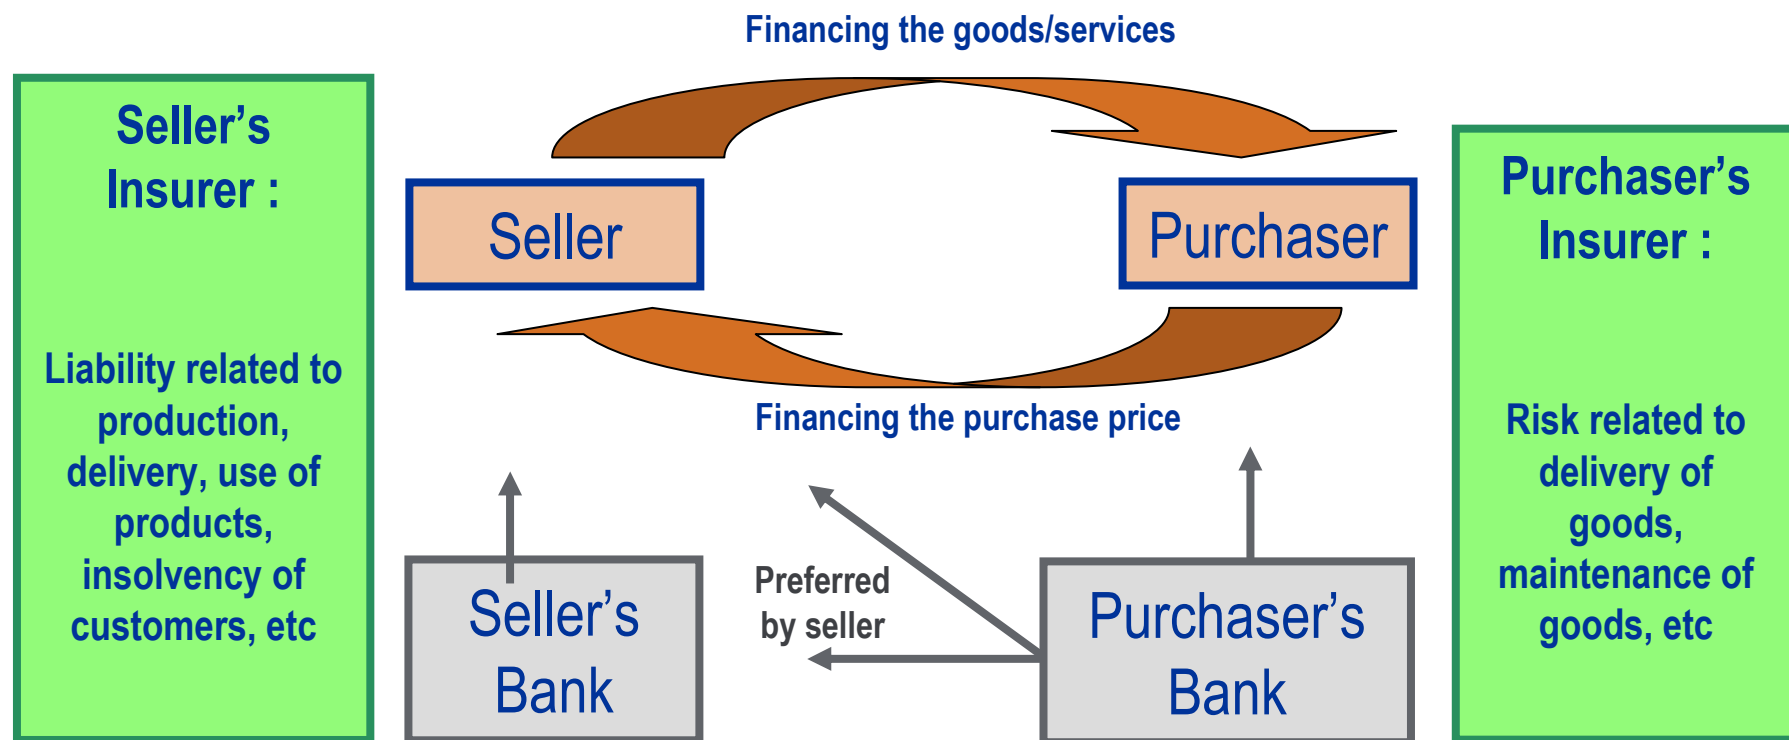 Financing the goods/services
Seller’s
Insurer :
Liability related to
production,
delivery, use of
products,
insolvency of
customers, etc
Seller
Purchaser
Financing the purchase price
Preferred
by seller
Seller’s
Bank
Purchaser’s
Bank
Purchaser’s
Insurer :
Risk related to
delivery of
goods,
maintenance of
goods, etc